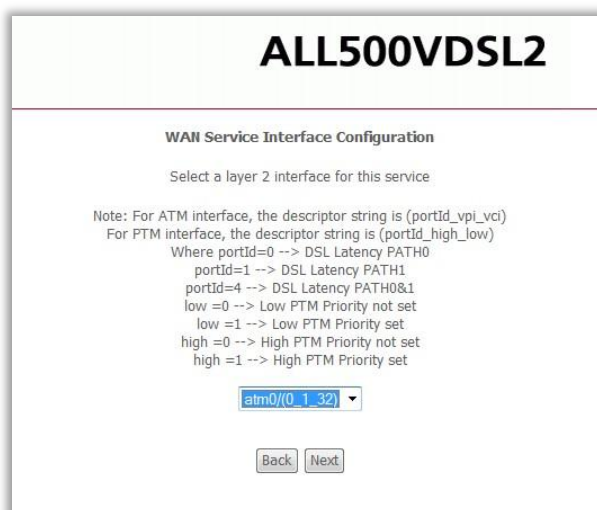 ALL500VDSL2
WAN Service Interface Configuration
Select a layer 2 interface for this service
Note: For ATM interface, the descriptor string is (portId_vpi_vci)
For PTM interface, the descriptor string is (portId_high_low)
Where portId=0 --> DSL Latency PATH0
portId=1 --> DSL Latency PATH1
portId=4 --> DSL Latency PATH0&1
low =0 --> Low PTM Priority not set
low =1 --> Low PTM Priority set
high =0 --> High PTM Priority not set
high =1 --> High PTM Priority set
atm0/(0_1_32)
Back Next